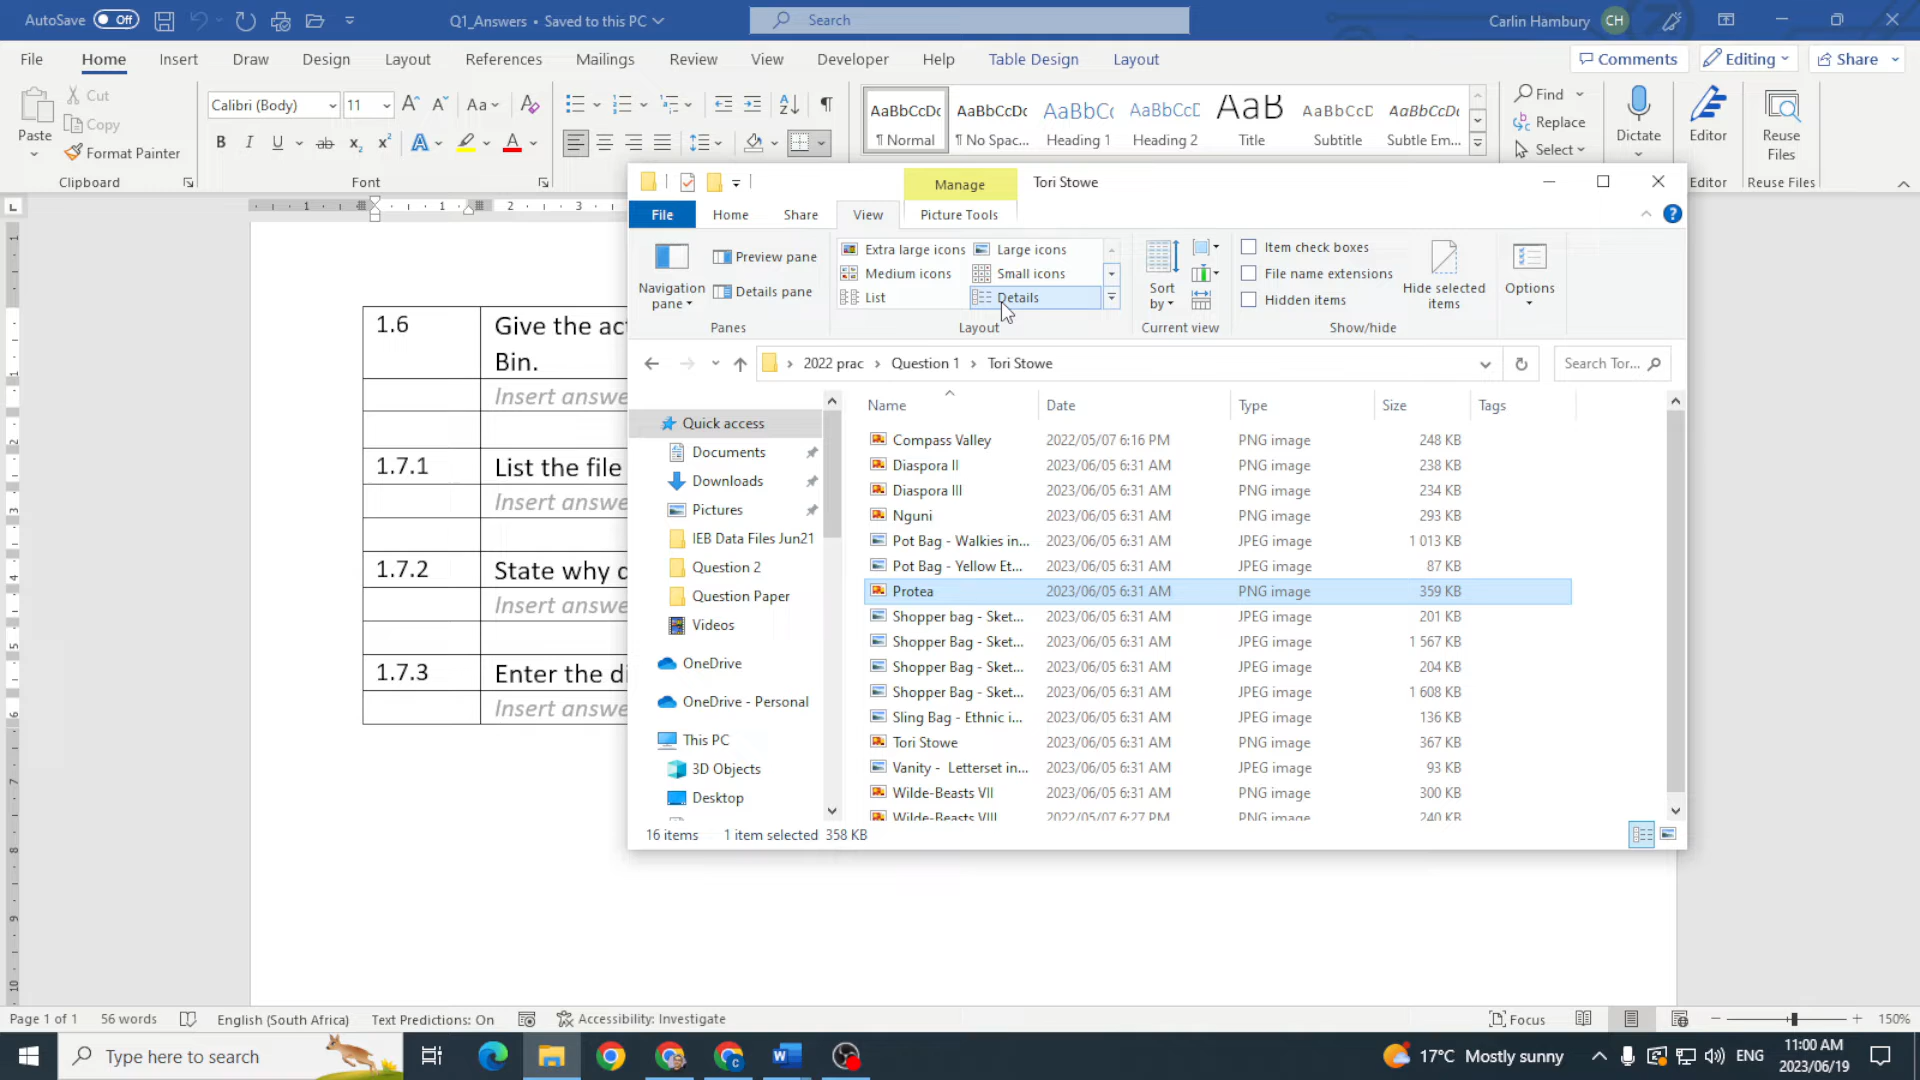 AutoSave Off
Q1_Answers • Saved to this PC
Search
Carlin Hambury CH
File Home Insert Draw Design Layout References Mailings Review View Developer Help Table Design Layout
Comments Editing Share
Paste
Cut
Copy
Format Painter
Clipboard
Calibri (Body) 11
Font
AaBbCcDc AaBbCcDc AaBbCc AaBbCcD AaB AaBbCcD AaBbCcDc
¶ Normal ¶ No Spac... Heading 1 Heading 2 Title Subtitle Subtle Em...
Find
Replace
Select
Dictate
Editor
Reuse Files
Editor Reuse Files
Manage Tori Stowe
File Home Share View Picture Tools
Navigation pane
Preview pane
Details pane
Panes
Extra large icons Large icons
Medium icons Small icons
List Details
Layout
Sort by
Current view
Item check boxes
File name extensions
Hidden items
Hide selected items
Show/hide
Options
2022 prac › Question 1 › Tori Stowe
Search Tor...
Quick access
Documents
Downloads
Pictures
IEB Data Files Jun21
Question 2
Question Paper
Videos
OneDrive
OneDrive - Personal
This PC
3D Objects
Desktop
Name Date Type Size Tags
Compass Valley 2022/05/07 6:16 PM PNG image 248 KB
Diaspora II 2023/06/05 6:31 AM PNG image 238 KB
Diaspora III 2023/06/05 6:31 AM PNG image 234 KB
Nguni 2023/06/05 6:31 AM PNG image 293 KB
Pot Bag - Walkies in... 2023/06/05 6:31 AM JPEG image 1 013 KB
Pot Bag - Yellow Et... 2023/06/05 6:31 AM JPEG image 87 KB
Protea 2023/06/05 6:31 AM PNG image 359 KB
Shopper bag - Sket... 2023/06/05 6:31 AM JPEG image 201 KB
Shopper Bag - Sket... 2023/06/05 6:31 AM JPEG image 1 567 KB
Shopper Bag - Sket... 2023/06/05 6:31 AM JPEG image 204 KB
Shopper Bag - Sket... 2023/06/05 6:31 AM JPEG image 1 608 KB
Sling Bag - Ethnic i... 2023/06/05 6:31 AM JPEG image 136 KB
Tori Stowe 2023/06/05 6:31 AM PNG image 367 KB
Vanity - Letterset in... 2023/06/05 6:31 AM JPEG image 93 KB
Wilde-Beasts VII 2023/06/05 6:31 AM PNG image 300 KB
Wilde-Beasts VIII 2022/05/07 6:27 PM PNG image 240 KB
16 items 1 item selected 358 KB
1.6 Give the act
Bin.
Insert answe
1.7.1 List the file
Insert answe
1.7.2 State why d
Insert answe
1.7.3 Enter the di
Insert answe
Page 1 of 1 56 words English (South Africa) Text Predictions: On Accessibility: Investigate
Focus 150%
Type here to search
17°C Mostly sunny
ENG
11:00 AM
2023/06/19